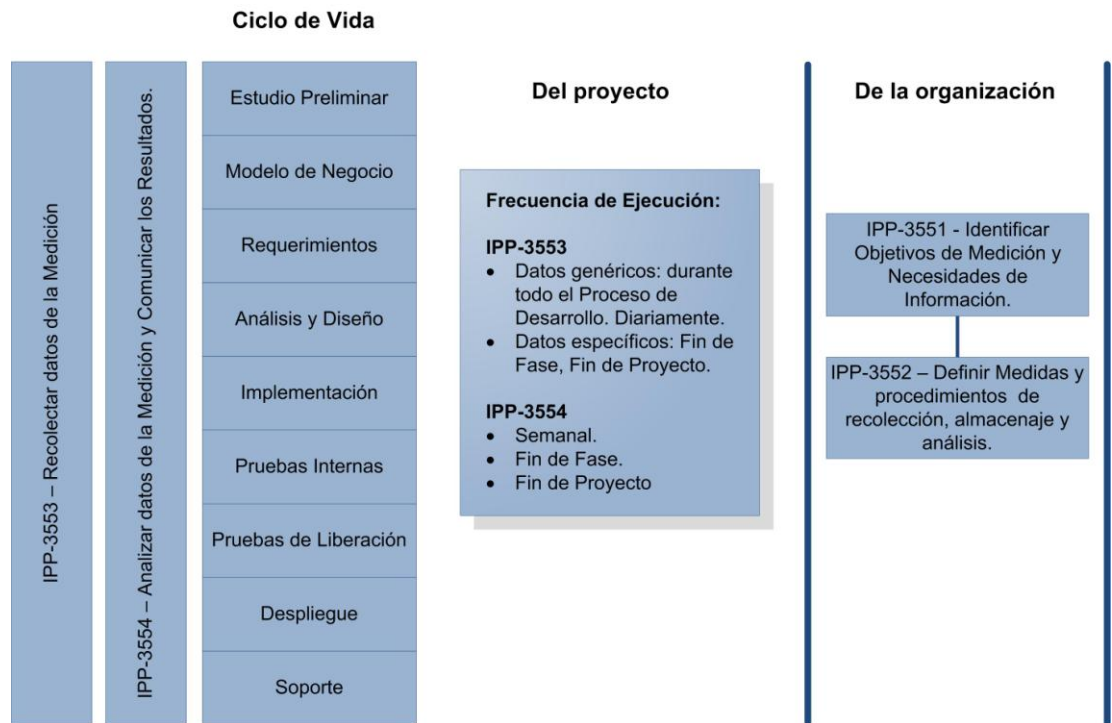 Ciclo de Vida
IPP-3553 – Recolectar datos de la Medición
IPP-3554 – Analizar datos de la Medición y Comunicar los Resultados.
Estudio Preliminar
Modelo de Negocio
Requerimientos
Análisis y Diseño
Implementación
Pruebas Internas
Pruebas de Liberación
Despliegue
Soporte
Del proyecto
Frecuencia de Ejecución:
IPP-3553
• Datos genéricos: durante
todo el Proceso de
Desarrollo. Diariamente.
• Datos específicos: Fin de
Fase, Fin de Proyecto.
IPP-3554
• Semanal.
• Fin de Fase.
• Fin de Proyecto
De la organización
IPP-3551 - Identificar
Objetivos de Medición y
Necesidades de
Información.
IPP-3552 – Definir Medidas y
procedimientos de
recolección, almacenaje y
análisis.